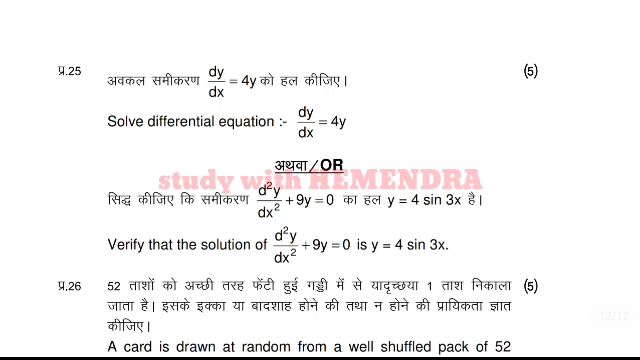 प्र.25 अवकल समीकरण dy/dx = 4y को हल कीजिए। (5)
Solve differential equation :- dy/dx = 4y
अथवा/OR
study with HEMENDRA
सिद्ध कीजिए कि समीकरण d²y/dx² + 9y = 0 का हल y = 4 sin 3x है।
Verify that the solution of d²y/dx² + 9y = 0 is y = 4 sin 3x.
प्र.26 52 ताशों को अच्छी तरह फेंटी हुई गड्डी में से यादृच्छया 1 ताश निकाला (5)
जाता है। इसके इक्का या बादशाह होने की तथा न होने की प्रायिकता ज्ञात
कीजिए।
12/12
A card is drawn at random from a well shuffled pack of 52